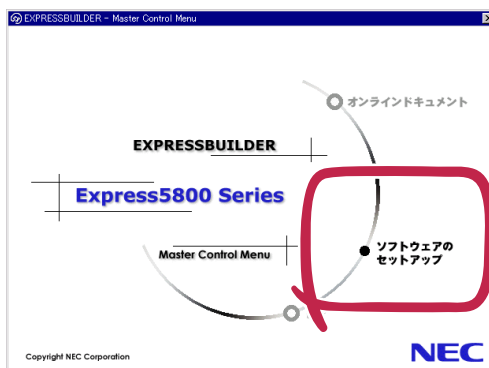 EXPRESSBUILDER - Master Control Menu
オンラインドキュメント
EXPRESSBUILDER
Express5800 Series
ソフトウェアの
セットアップ
Master Control Menu
Copyright NEC Corporation
NEC